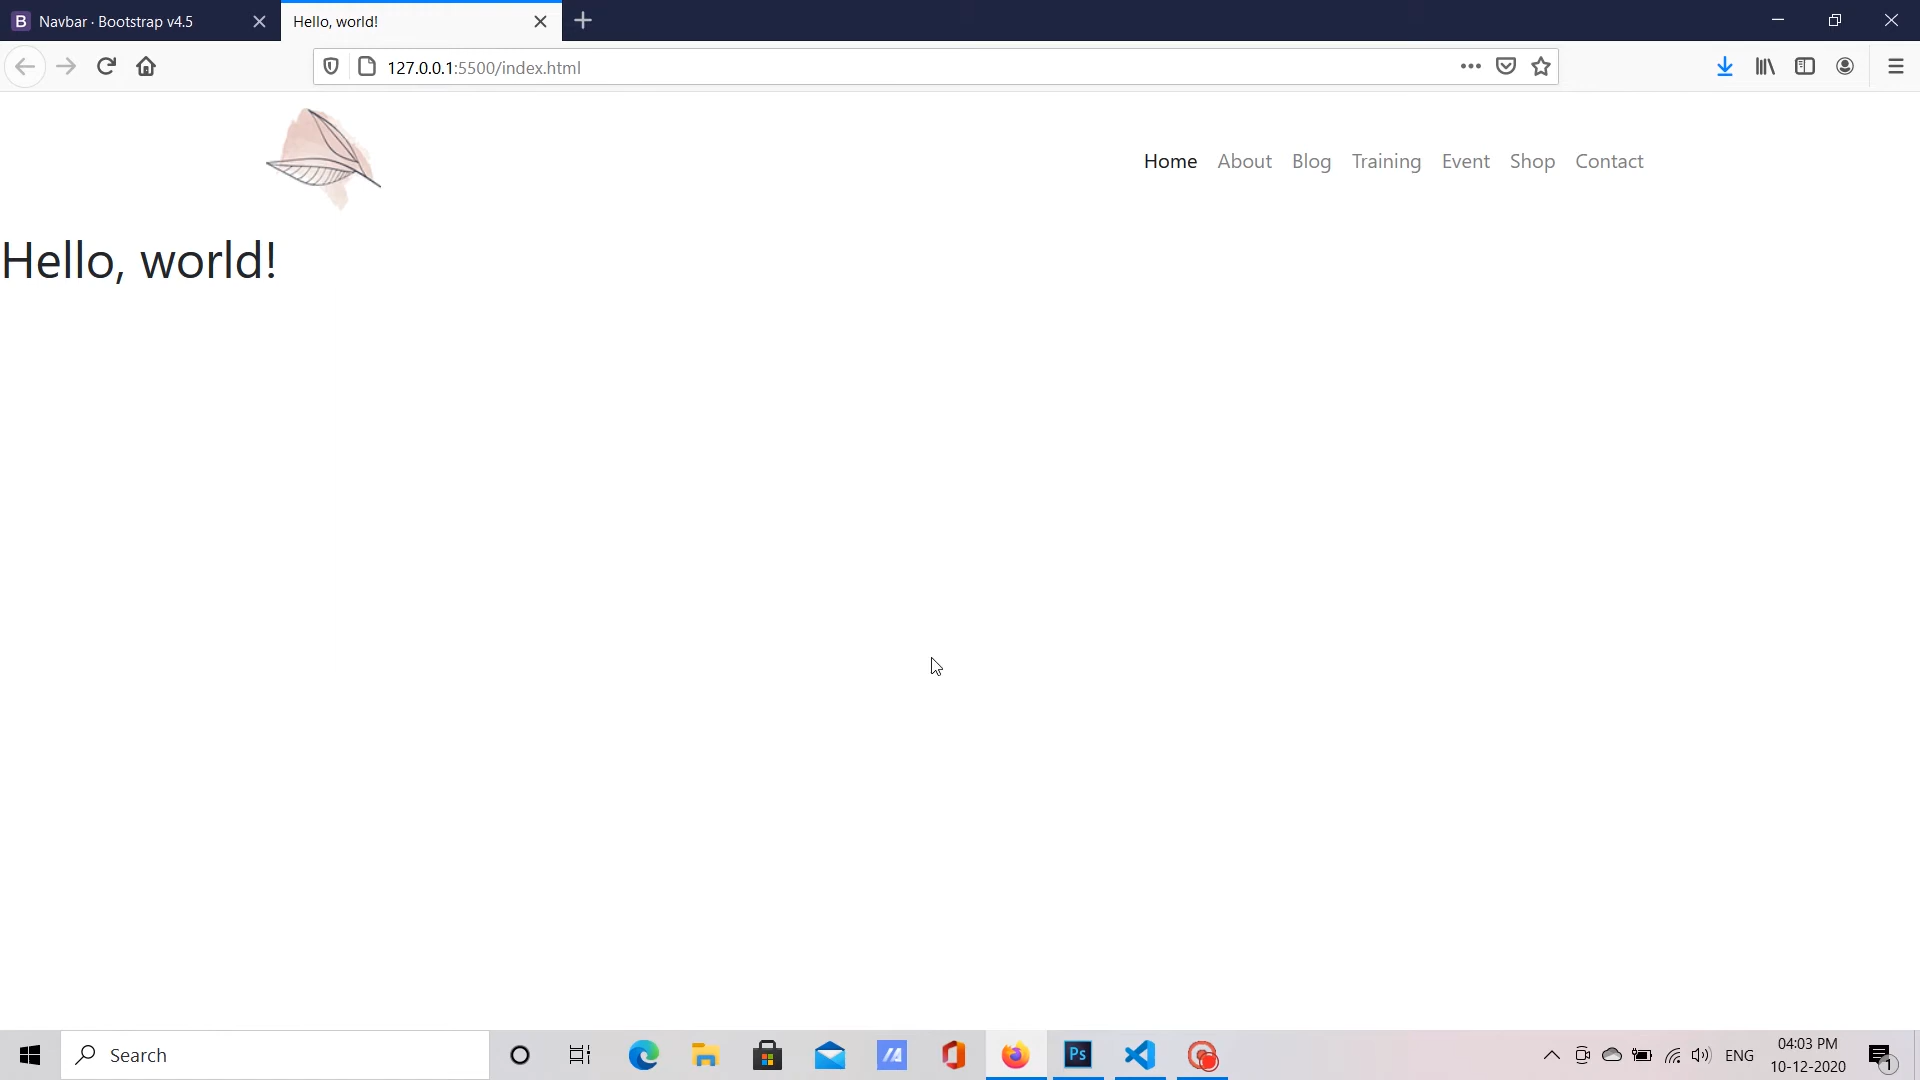 B Navbar · Bootstrap v4.5
Hello, world!
127.0.0.1:5500/index.html
Home About Blog Training Event Shop Contact
Hello, world!
Search
Ps
ENG
04:03 PM
10-12-2020
1